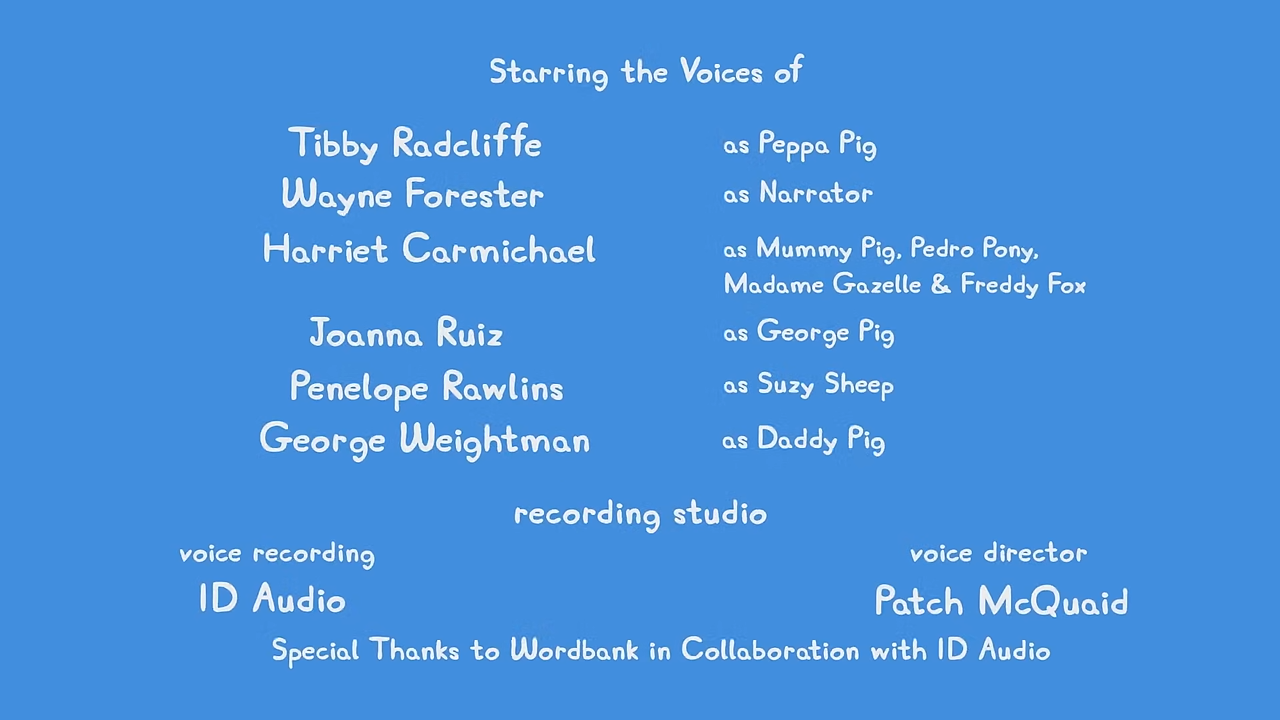 Starring the Voices of
Tibby Radcliffe as Peppa Pig
Wayne Forester as Narrator
Harriet Carmichael as Mummy Pig, Pedro Pony,
Madame Gazelle & Freddy Fox
Joanna Ruiz as George Pig
Penelope Rawlins as Suzy Sheep
George Weightman as Daddy Pig
recording studio
voice recording voice director
ID Audio Patch McQuaid
Special Thanks to Wordbank in Collaboration with ID Audio